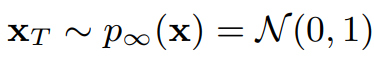 𝐱_T ∼ p_∞(𝐱) = 𝒩(0, 1)